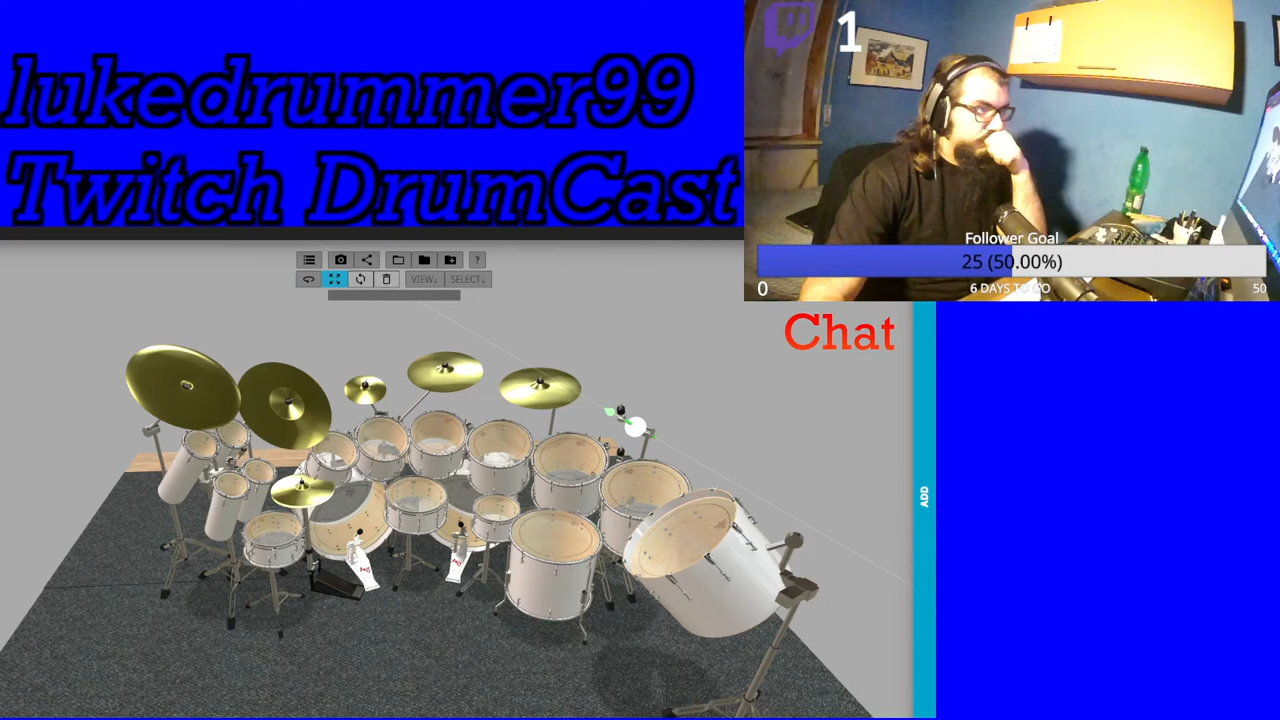 lukedrummer99
Twitch DrumCast
1
Follower Goal
25 (50.00%)
0
6 DAYS TO GO
50
?
VIEW
SELECT
Chat
ADD